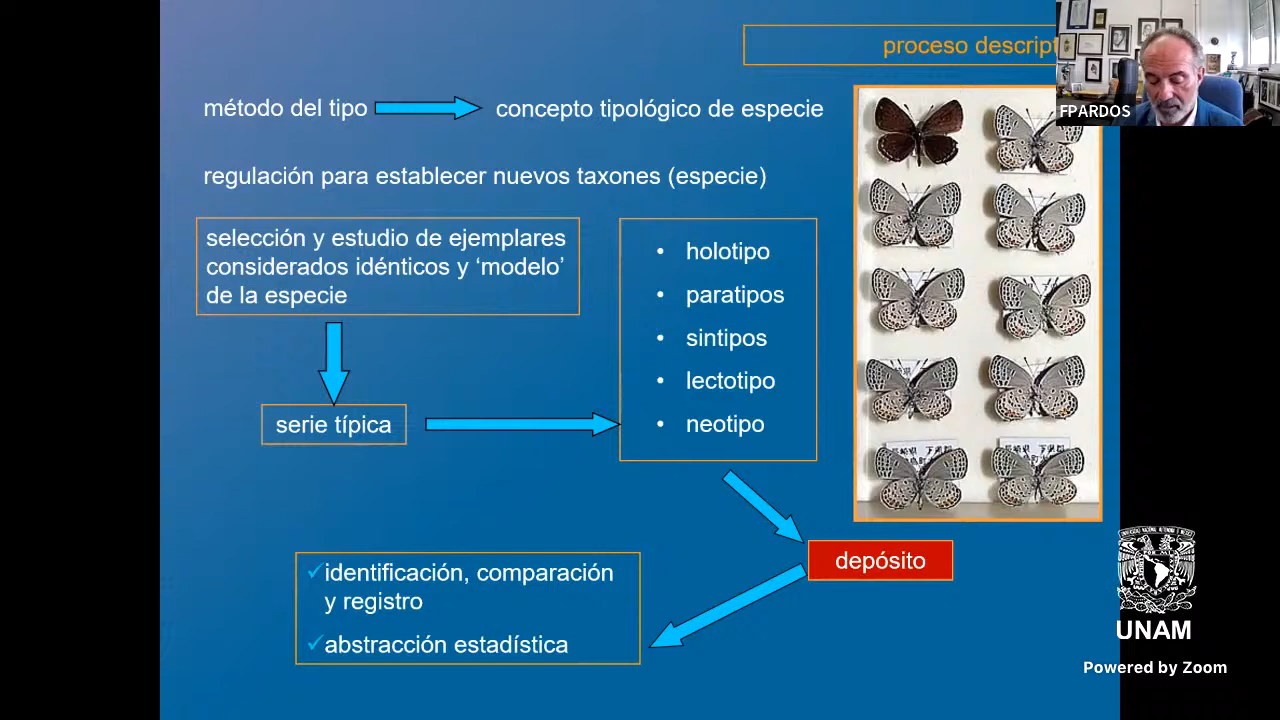 proceso descript
FPARDOS
método del tipo
concepto tipológico de especie
regulación para establecer nuevos taxones (especie)
selección y estudio de ejemplares
considerados idénticos y ‘modelo’
de la especie
• holotipo
• paratipos
• sintipos
• lectotipo
• neotipo
serie típica
depósito
✓identificación, comparación
y registro
✓abstracción estadística
UNAM
Powered by Zoom